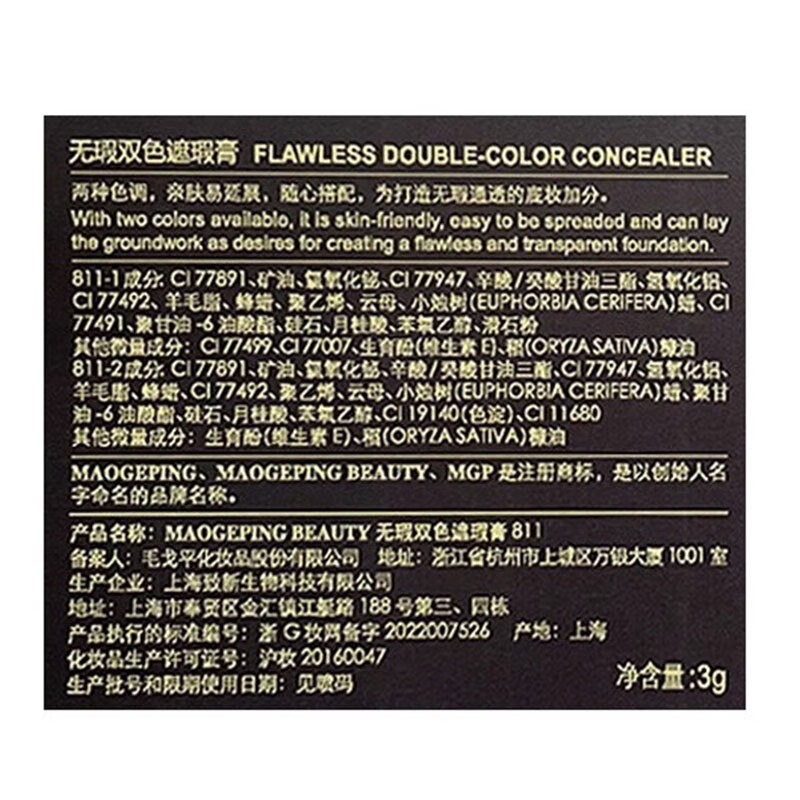 无瑕双色遮瑕膏 FLAWLESS DOUBLE-COLOR CONCEALER
两种色调，亲肤易延展，随心搭配，为打造无瑕通透的底妆加分。
With two colors available, it is skin-friendly, easy to be spreaded and can lay
the groundwork as desires for creating a flawless and transparent foundation.
811-1成分: CI 77891、矿油、氯氧化铋、CI 77947、辛酸/癸酸甘油三酯、氢氧化铝、
CI 77492、羊毛脂、蜂蜡、聚乙烯、云母、小烛树(EUPHORBIA CERIFERA)蜡、CI
77491、聚甘油-6 油酸酯、硅石、月桂酸、苯氧乙醇、滑石粉
其他微量成分：CI 77499、CI 77007、生育酚(维生素 E)、稻(ORYZA SATIVA)糠油
811-2成分: CI 77891、矿油、辛酸/癸酸甘油三酯、CI 77947、氢氧化铝、
羊毛脂、蜂蜡、CI 77492、聚乙烯、云母、小烛树(EUPHORBIA CERIFERA)蜡、聚甘
油-6 油酸酯、硅石、月桂酸、苯氧乙醇、CI 19140(色淀)、CI 11680
其他微量成分：生育酚(维生素 E)、稻(ORYZA SATIVA)糠油
MAOGEPING、MAOGEPING BEAUTY、MGP 是注册商标，是以创始人名
字命名的品牌名称。
产品名称：MAOGEPING BEAUTY 无瑕双色遮瑕膏 811
备案人：毛戈平化妆品股份有限公司 地址：浙江省杭州市上城区万银大厦 1001 室
生产企业：上海致新生物科技有限公司
地址：上海市奉贤区金汇镇江艇路 188 号第三、四栋
产品执行的标准编号：浙 G 妆网备字 2022007526 产地：上海
化妆品生产许可证号：沪妆 20160047
生产批号和限期使用日期：见喷码
净含量:3g